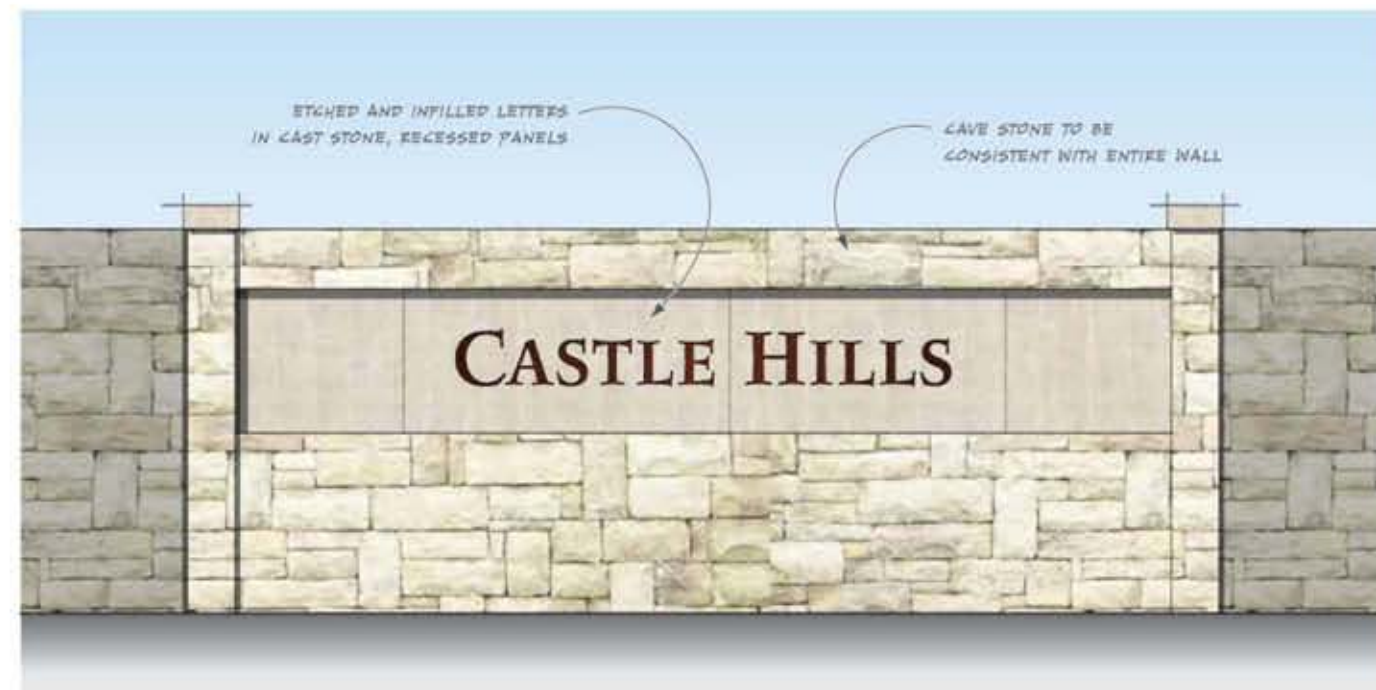 ETCHED AND INFILLED LETTERS
IN CAST STONE, RECESSED PANELS
CAVE STONE TO BE
CONSISTENT WITH ENTIRE WALL
CASTLE HILLS